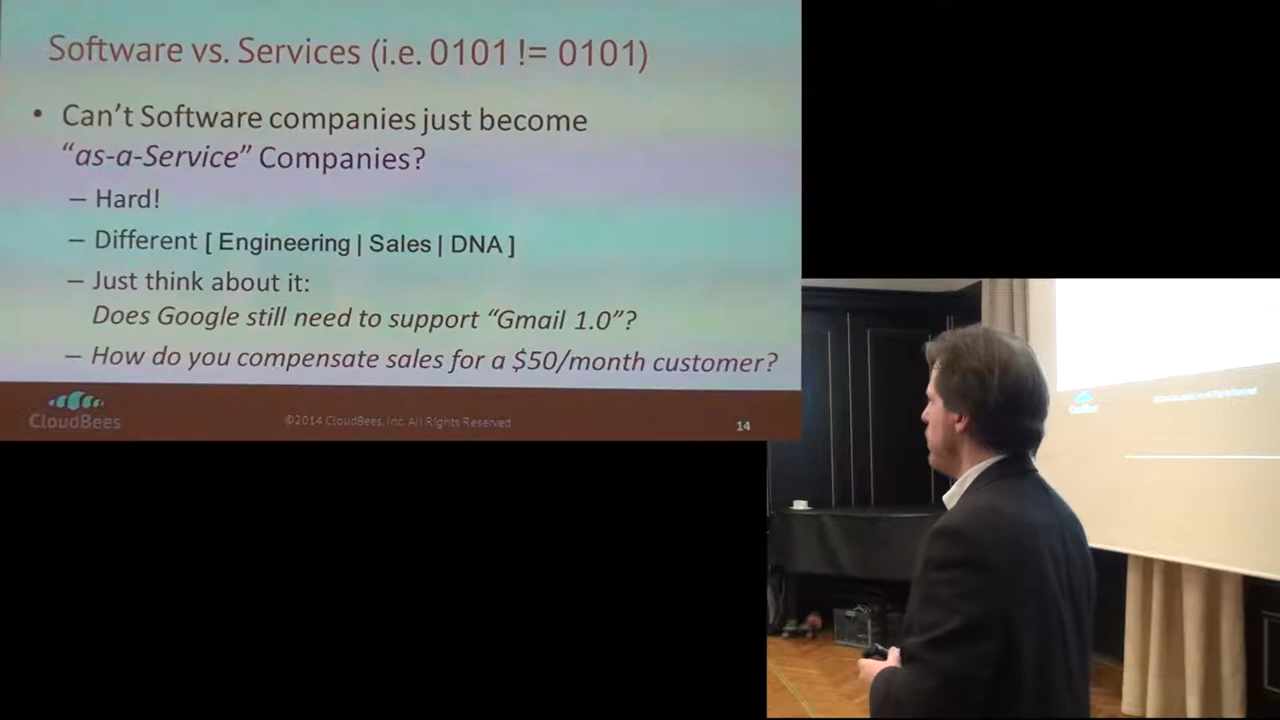 Software vs. Services (i.e. 0101 != 0101)
• Can't Software companies just become
"as-a-Service" Companies?
– Hard!
– Different [ Engineering | Sales | DNA ]
– Just think about it:
Does Google still need to support "Gmail 1.0"?
– How do you compensate sales for a $50/month customer?
CloudBees
©2014 CloudBees, Inc. All Rights Reserved
14